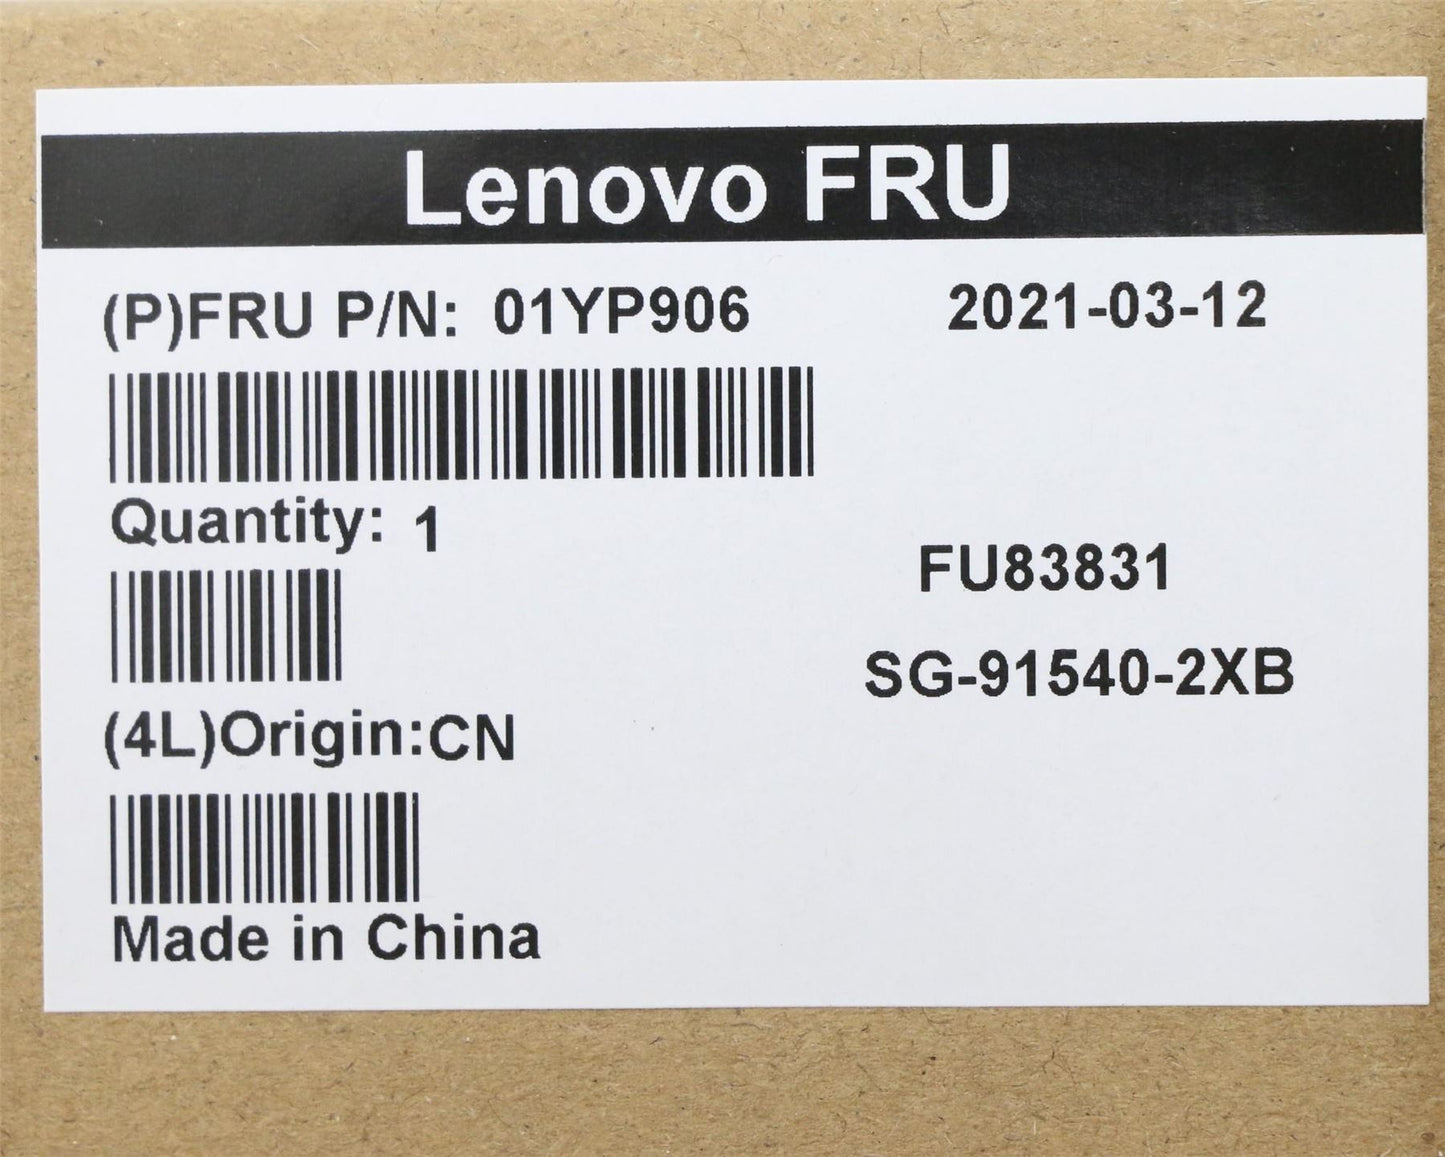 Lenovo FRU
(P)FRU P/N: 01YP906 2021-03-12
Quantity: 1
FU83831
SG-91540-2XB
(4L)Origin:CN
Made in China